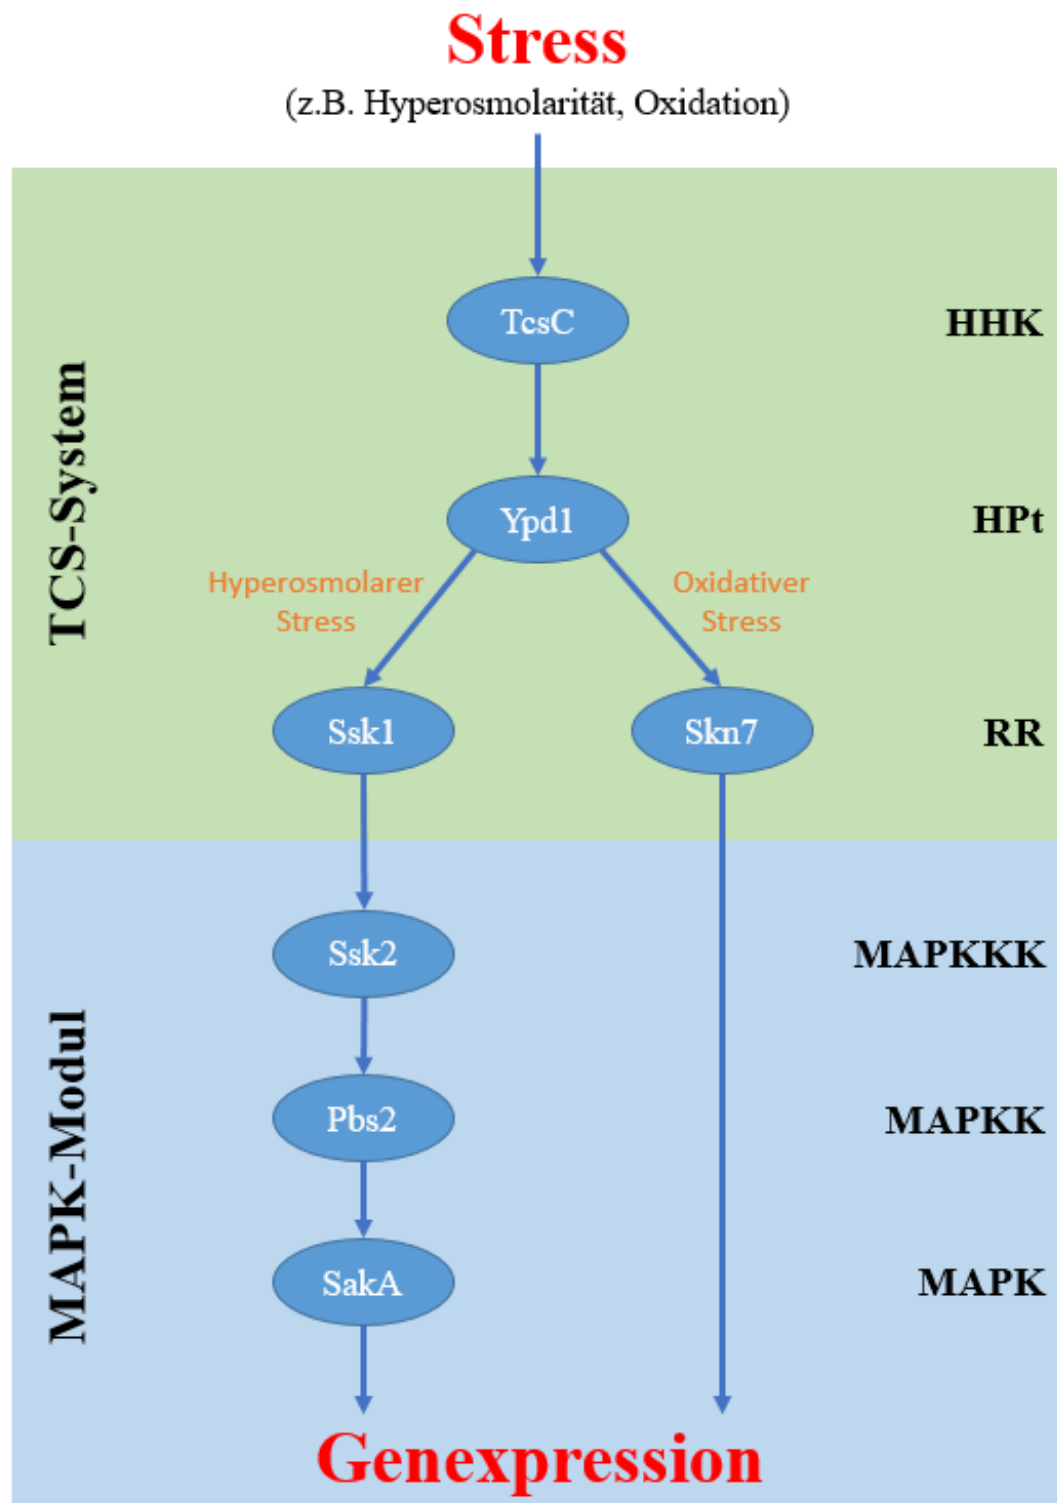 Stress
(z.B. Hyperosmolarität, Oxidation)
TCS-System
TcsC
HHK
Ypd1
HPt
Hyperosmolarer
Stress
Oxidativer
Stress
Ssk1
Skn7
RR
MAPK-Modul
Ssk2
MAPKKK
Pbs2
MAPKK
SakA
MAPK
Genexpression